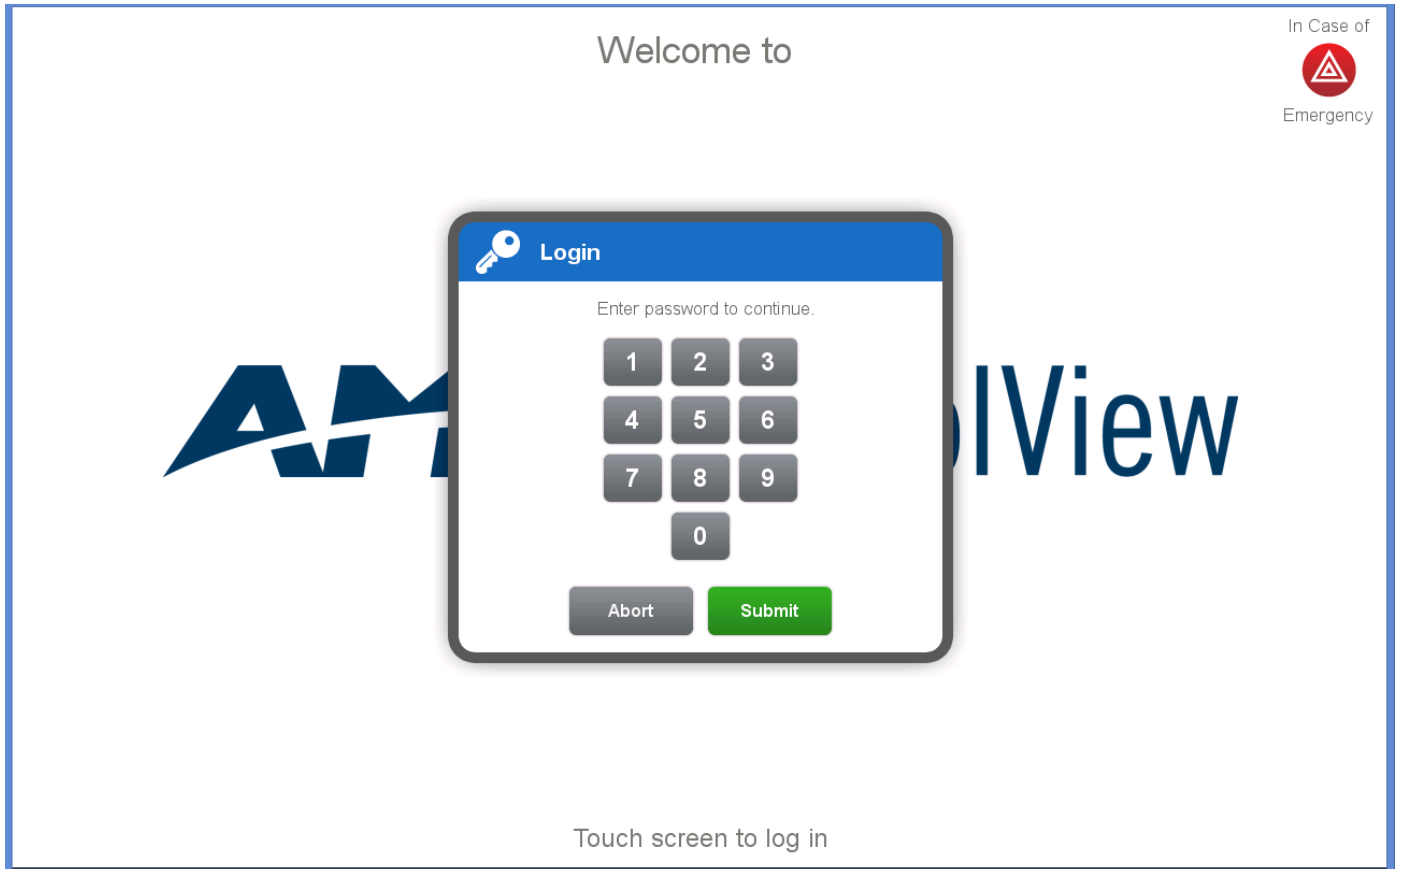 Welcome to
In Case of
Emergency
Login
Enter password to continue.
1 2 3
4 5 6
7 8 9
0
Abort Submit
View
Touch screen to log in